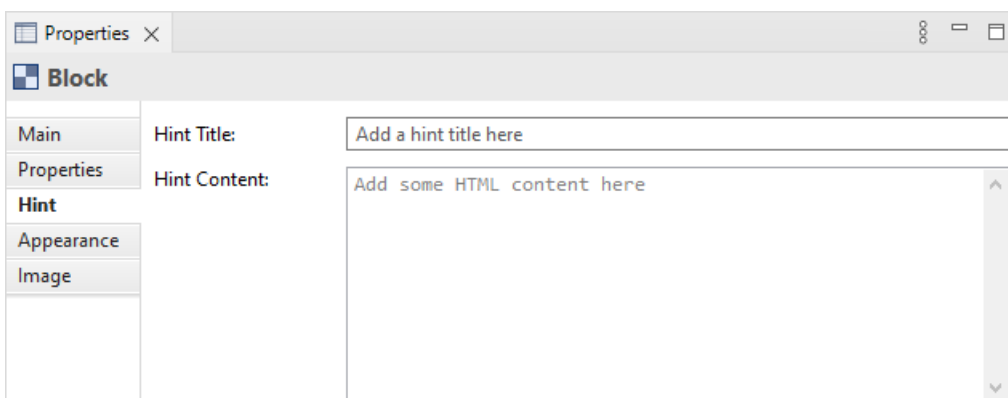 Properties
Block
Main
Properties
Hint
Appearance
Image
Hint Title:
Add a hint title here
Hint Content:
Add some HTML content here